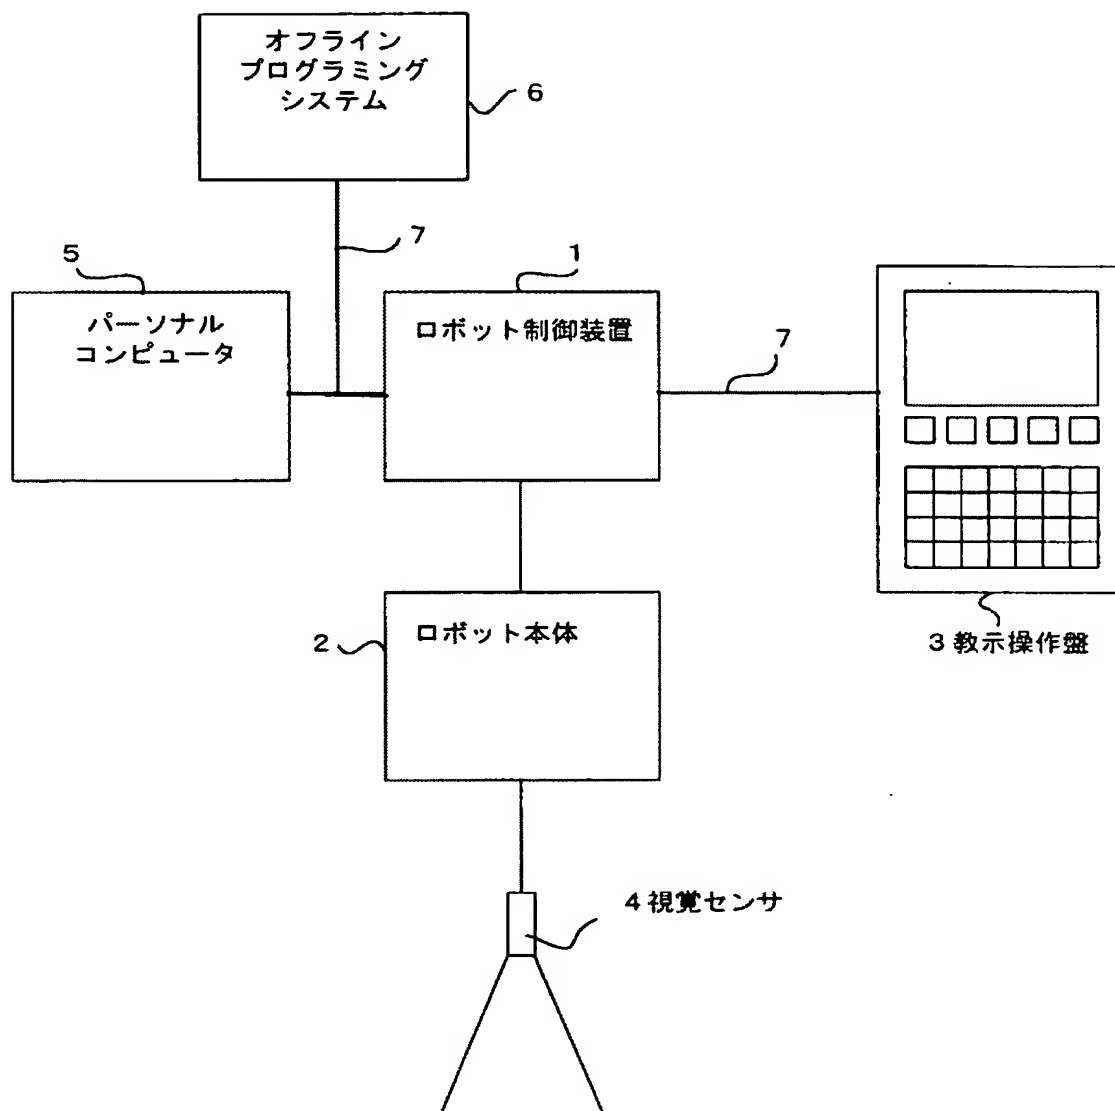 オフライン
プログラミング
システム
6
7
5
1
パーソナル
コンピュータ
ロボット制御装置
7
2
ロボット本体
3 教示操作盤
4 視覚センサ